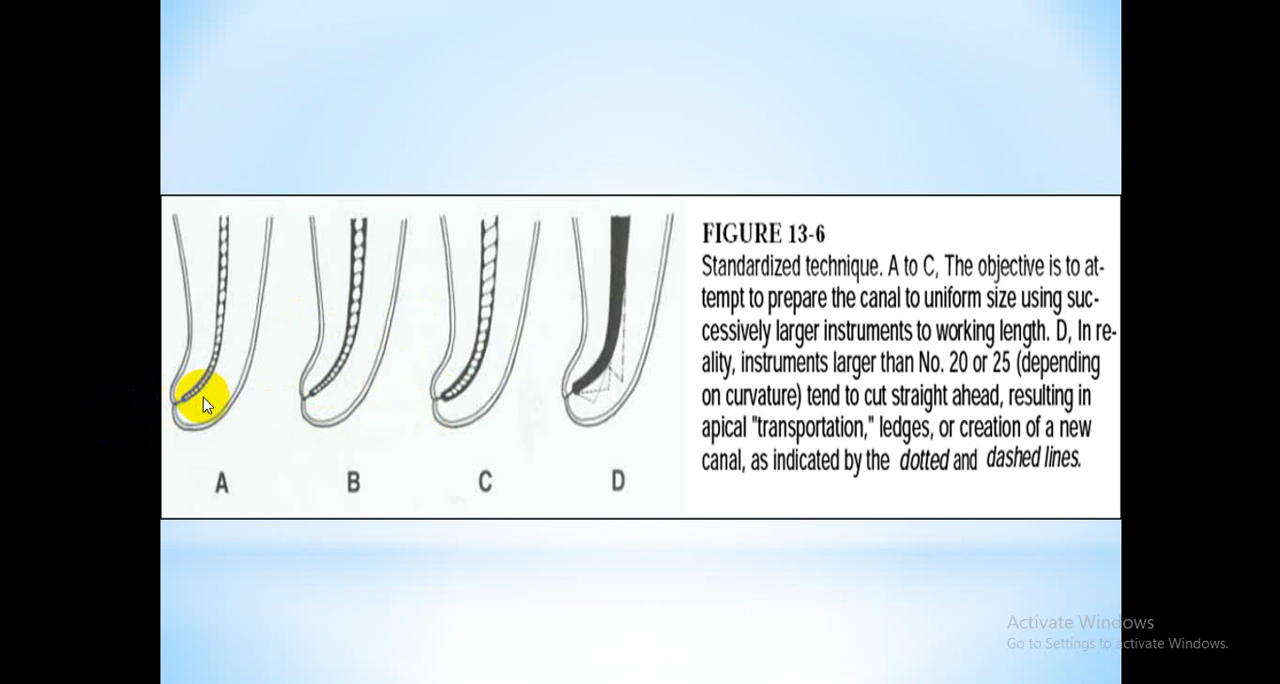 FIGURE 13-6
Standardized technique. A to C, The objective is to at-
tempt to prepare the canal to uniform size using suc-
cessively larger instruments to working length. D, In re-
ality, instruments larger than No. 20 or 25 (depending
on curvature) tend to cut straight ahead, resulting in
apical "transportation," ledges, or creation of a new
canal, as indicated by the dotted and dashed lines.
A B C D
Activate Windows
Go to Settings to activate Windows.